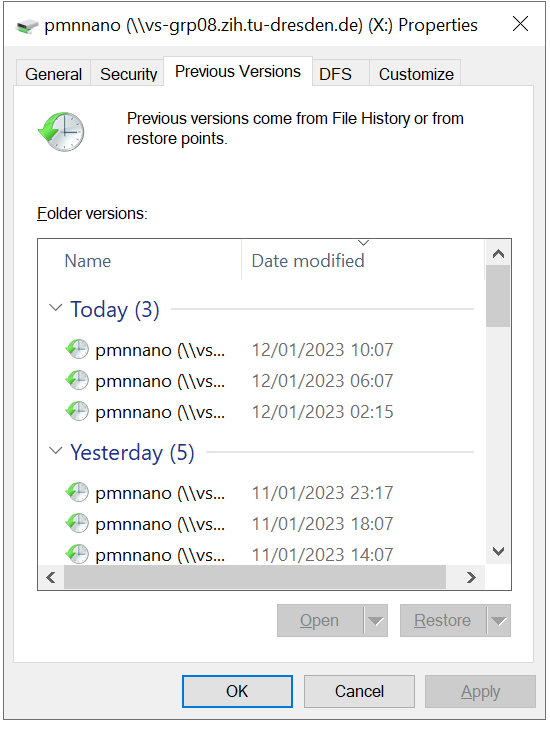 pmnnano (\\vs-grp08.zih.tu-dresden.de) (X:) Properties
General Security Previous Versions DFS Customize
Previous versions come from File History or from
restore points.
Folder versions:
Name Date modified
Today (3)
pmnnano (\\vs... 12/01/2023 10:07
pmnnano (\\vs... 12/01/2023 06:07
pmnnano (\\vs... 12/01/2023 02:15
Yesterday (5)
pmnnano (\\vs... 11/01/2023 23:17
pmnnano (\\vs... 11/01/2023 18:07
pmnnano (\\vs... 11/01/2023 14:07
Open Restore
OK Cancel Apply